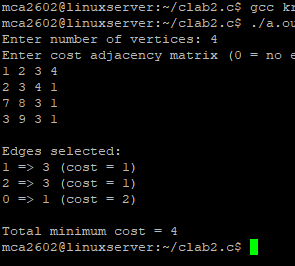 mca2602@linuxserver:~/clab2.c$ gcc
mca2602@linuxserver:~/clab2.c$ ./a.ou
Enter number of vertices: 4
Enter cost adjacency matrix (0 = no e
1 2 3 4
2 3 4 1
7 8 3 1
3 9 3 1
Edges selected:
1 => 3 (cost = 1)
2 => 3 (cost = 1)
0 => 1 (cost = 2)
Total minimum cost = 4
mca2602@linuxserver:~/clab2.c$